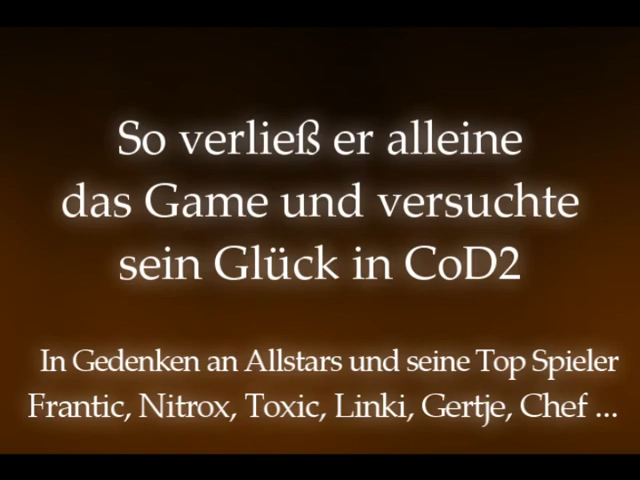 So verließ er alleine
das Game und versuchte
sein Glück in CoD2
In Gedenken an Allstars und seine Top Spieler
Frantic, Nitrox, Toxic, Linki, Gertje, Chef ...